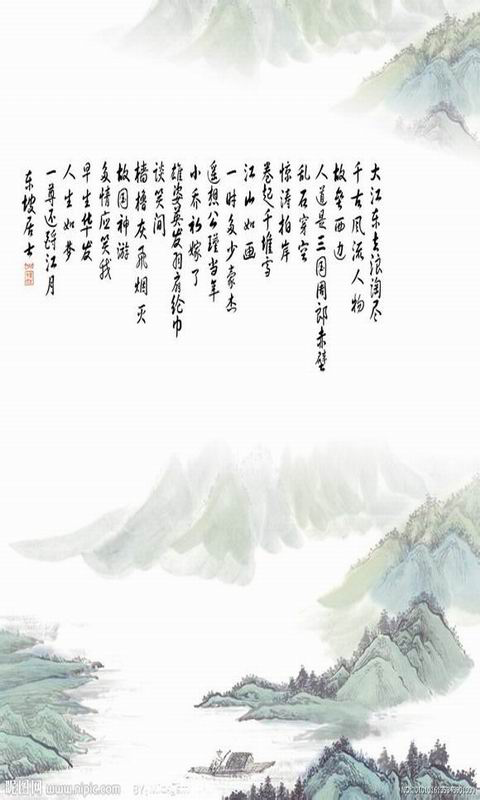 大江东去浪淘尽
千古风流人物
故垒西边
人道是三国周郎赤壁
乱石穿空
惊涛拍岸
卷起千堆雪
江山如画
一时多少豪杰
遥想公瑾当年
小乔初嫁了
雄姿英发羽扇纶巾
谈笑间
樯橹灰飞烟灭
故国神游
多情应笑我
早生华发
人生如梦
一尊还酹江月
东坡居士
昵图网 www.nipic.com